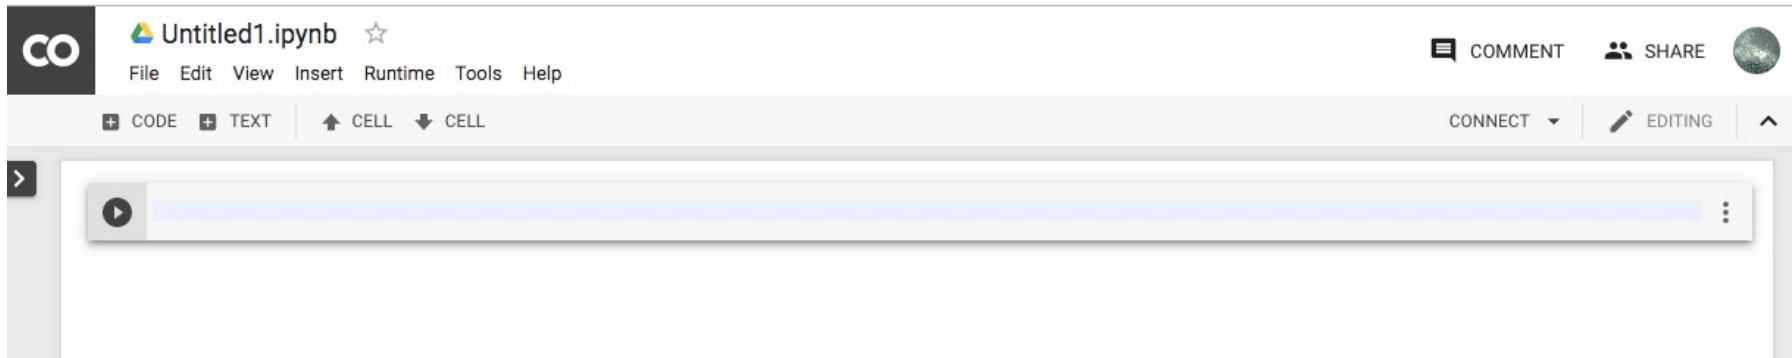 CO
Untitled1.ipynb
File Edit View Insert Runtime Tools Help
COMMENT SHARE
CODE TEXT CELL CELL
CONNECT EDITING